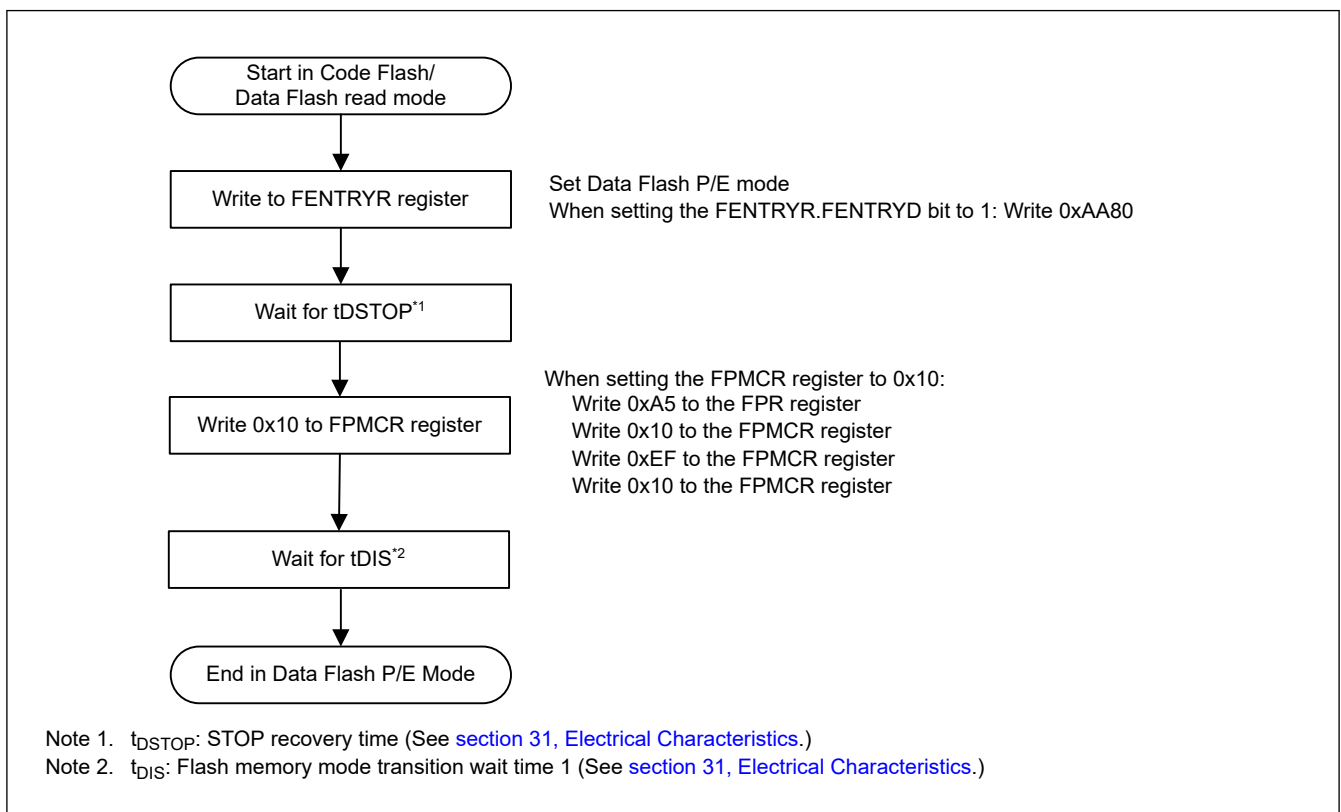 Start in Code Flash/
Data Flash read mode
Write to FENTRYR register
Set Data Flash P/E mode
When setting the FENTRYR.FENTRYD bit to 1: Write 0xAA80
Wait for tDSTOP*1
When setting the FPMCR register to 0x10:
Write 0xA5 to the FPR register
Write 0x10 to FPMCR register
Write 0x10 to the FPMCR register
Write 0xEF to the FPMCR register
Write 0x10 to the FPMCR register
Wait for tDIS*2
End in Data Flash P/E Mode
Note 1. tDSTOP: STOP recovery time (See section 31, Electrical Characteristics.)
Note 2. tDIS: Flash memory mode transition wait time 1 (See section 31, Electrical Characteristics.)